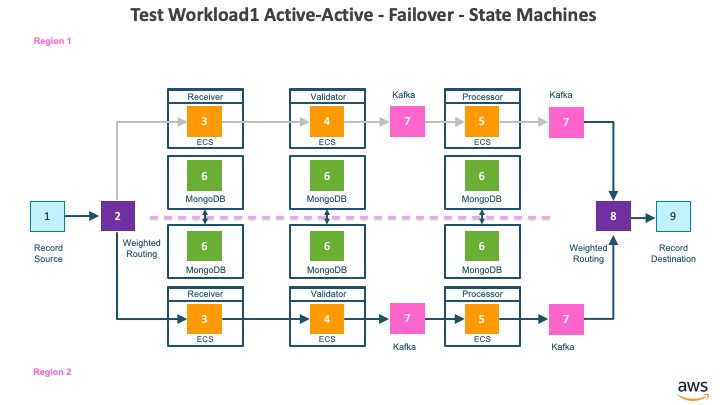 Test Workload1 Active-Active - Failover - State Machines
Region 1
Receiver
Validator
Kafka
Processor
Kafka
3
4
7
5
7
ECS
ECS
ECS
6
6
6
MongoDB
MongoDB
MongoDB
1
2
8
9
Record
Source
Weighted
Routing
Weighted
Routing
Record
Destination
6
6
6
MongoDB
MongoDB
MongoDB
Receiver
Validator
Processor
3
4
7
5
7
ECS
ECS
Kafka
ECS
Kafka
Region 2
aws